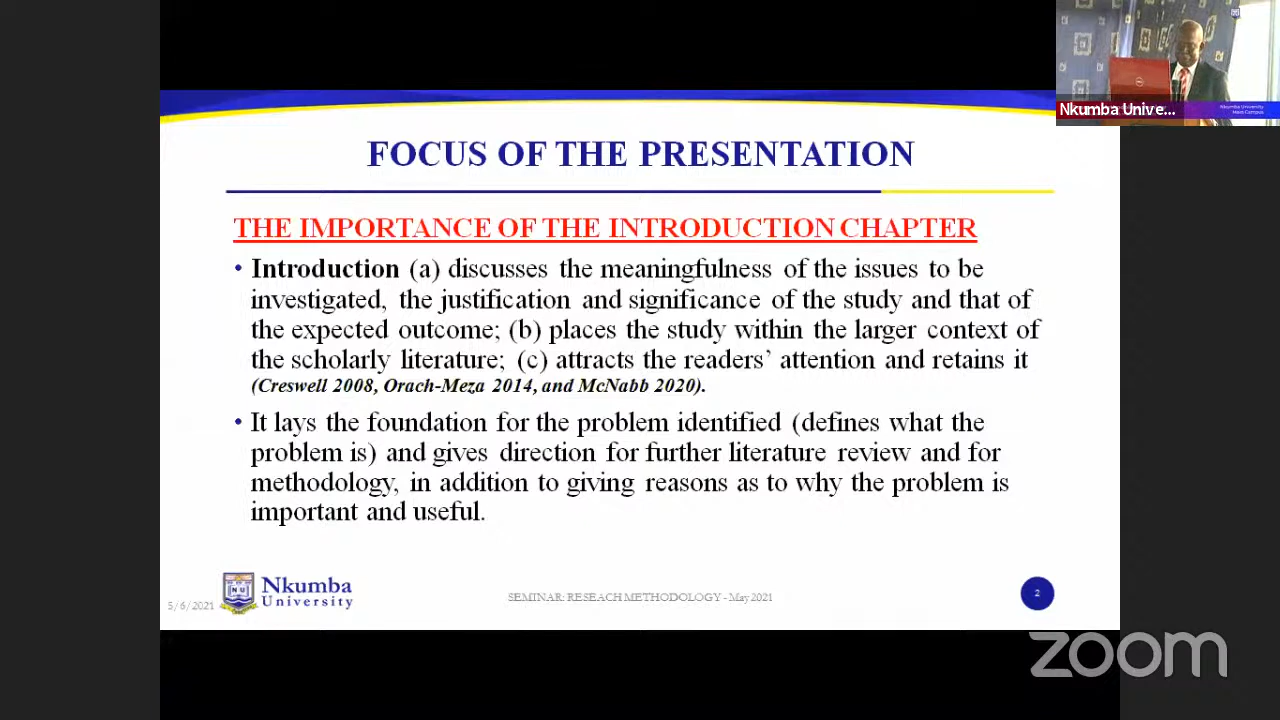 Nkumba Unive...
Nkumba University
FOCUS OF THE PRESENTATION
THE IMPORTANCE OF THE INTRODUCTION CHAPTER
• Introduction (a) discusses the meaningfulness of the issues to be
investigated, the justification and significance of the study and that of
the expected outcome; (b) places the study within the larger context of
the scholarly literature; (c) attracts the readers’ attention and retains it
(Creswell 2008, Orach-Meza 2014, and McNabb 2020).
• It lays the foundation for the problem identified (defines what the
problem is) and gives direction for further literature review and for
methodology, in addition to giving reasons as to why the problem is
important and useful.
5/6/2021
NU
Nkumba
University
SEMINAR: RESEACH METHODOLOGY - May 2021
2
zoom